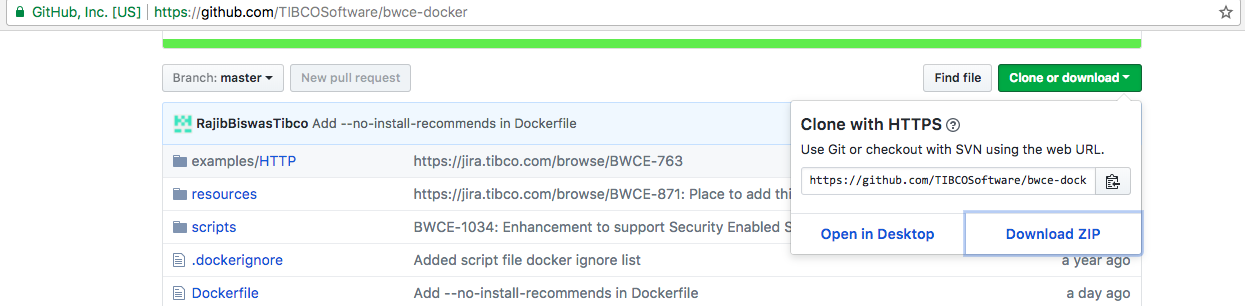 GitHub, Inc. [US] | https://github.com/TIBCOSoftware/bwce-docker
Branch: master New pull request Find file Clone or download
RajibBiswasTibco Add --no-install-recommends in Dockerfile
Clone with HTTPS
Use Git or checkout with SVN using the web URL.
https://github.com/TIBCOSoftware/bwce-dock
Open in Desktop Download ZIP
examples/HTTP https://jira.tibco.com/browse/BWCE-763
resources https://jira.tibco.com/browse/BWCE-871: Place to add thi
scripts BWCE-1034: Enhancement to support Security Enabled S
.dockerignore Added script file docker ignore list a year ago
Dockerfile Add --no-install-recommends in Dockerfile a day ago